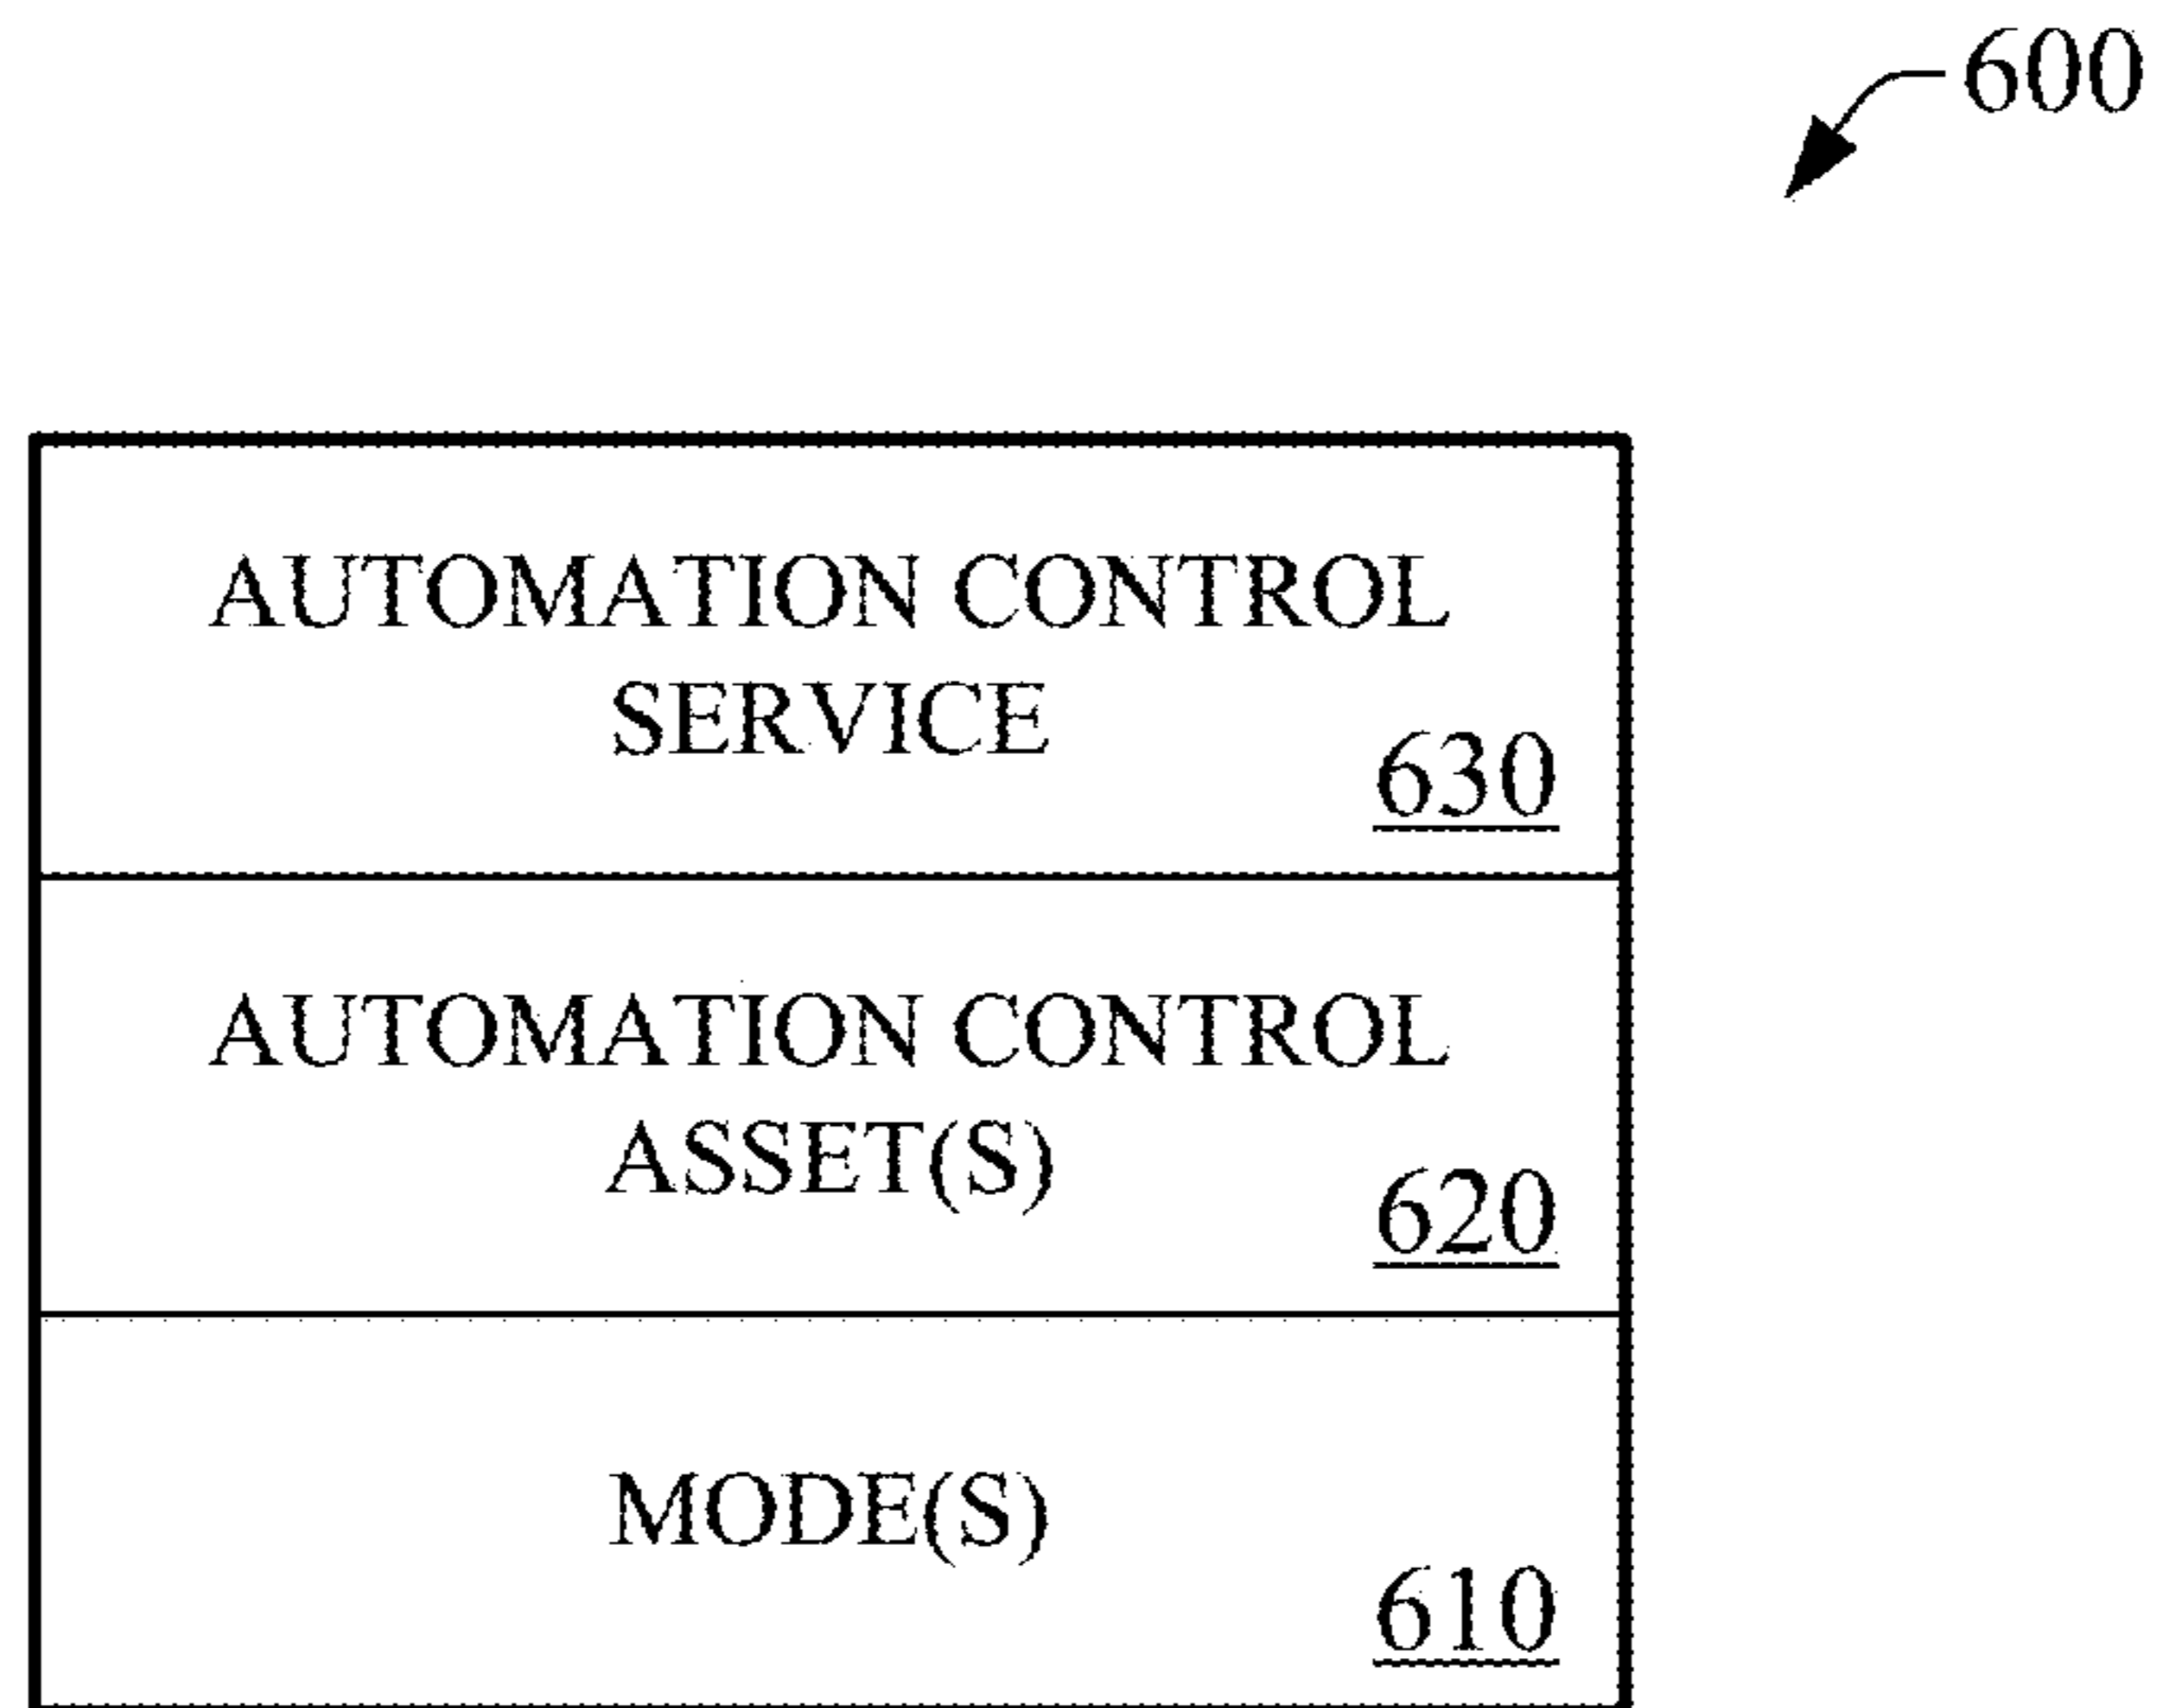 600
AUTOMATION CONTROL
SERVICE
630
AUTOMATION CONTROL
ASSET(S)
620
MODE(S)
610